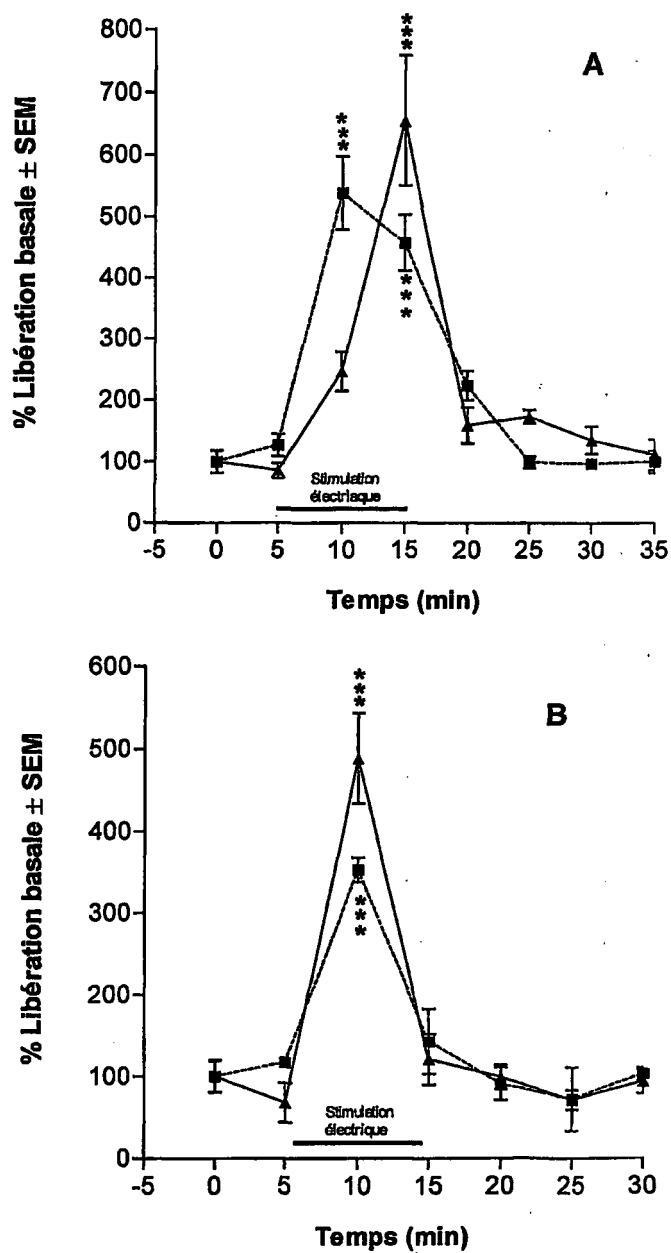 % Libération basale ± SEM
800
700
600
500
400
300
200
100
0
***
***
***
A
Stimulation
électriaque
-5 0 5 10 15 20 25 30 35
Temps (min)
% Libération basale ± SEM
600
500
400
300
200
100
0
***
***
B
Stimulation
électrique
-5 0 5 10 15 20 25 30
Temps (min)